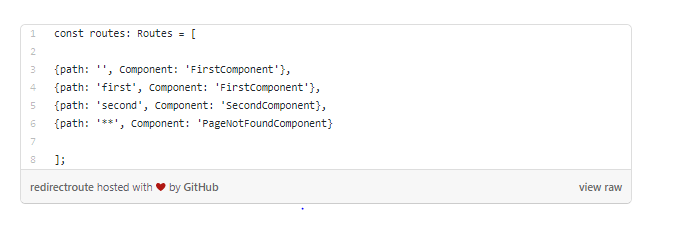 1 const routes: Routes = [
2
3 {path: '', Component: 'FirstComponent'},
4 {path: 'first', Component: 'FirstComponent'},
5 {path: 'second', Component: 'SecondComponent},
6 {path: '**', Component: 'PageNotFoundComponent}
7
8 ];
redirectroute hosted with ❤ by GitHub view raw